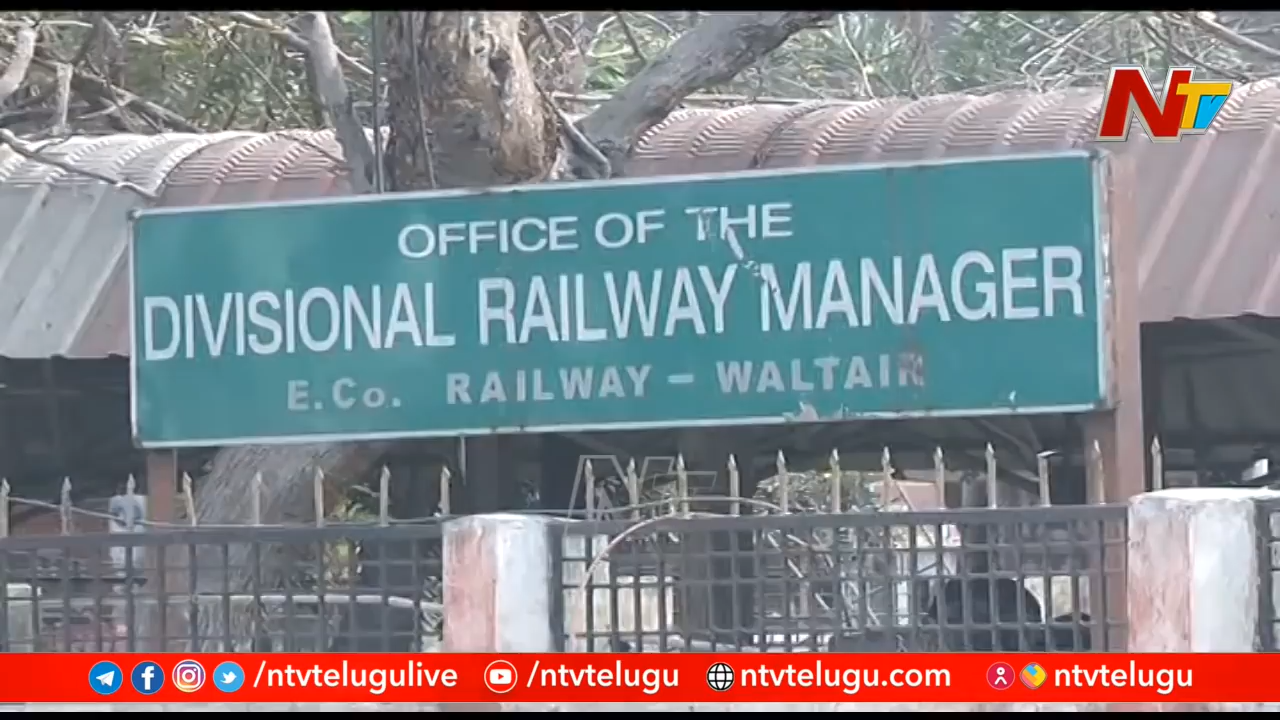 NTV
OFFICE OF THE
DIVISIONAL RAILWAY MANAGER
E.Co. RAILWAY - WALTAIR
/ntvtelugulive /ntvtelugu ntvtelugu.com ntvtelugu